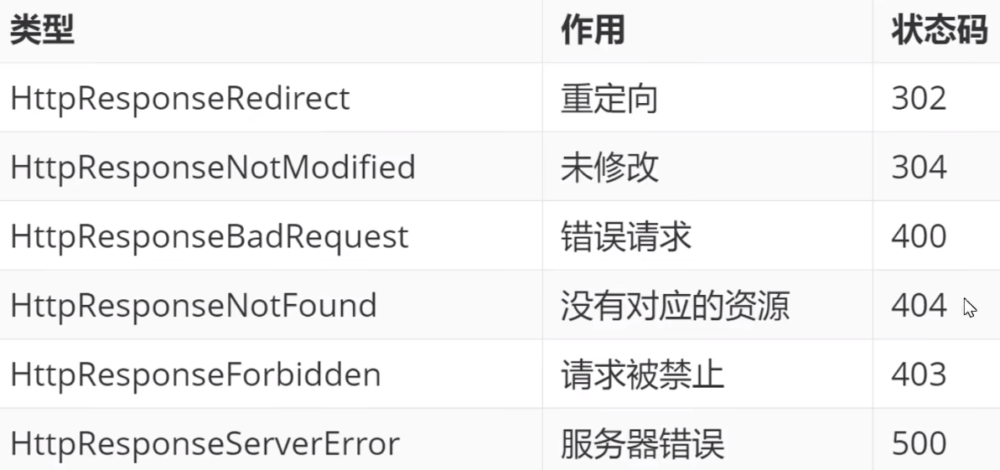 类型 作用 状态码
HttpResponseRedirect 重定向 302
HttpResponseNotModified 未修改 304
HttpResponseBadRequest 错误请求 400
HttpResponseNotFound 没有对应的资源 404
HttpResponseForbidden 请求被禁止 403
HttpResponseServerError 服务器错误 500